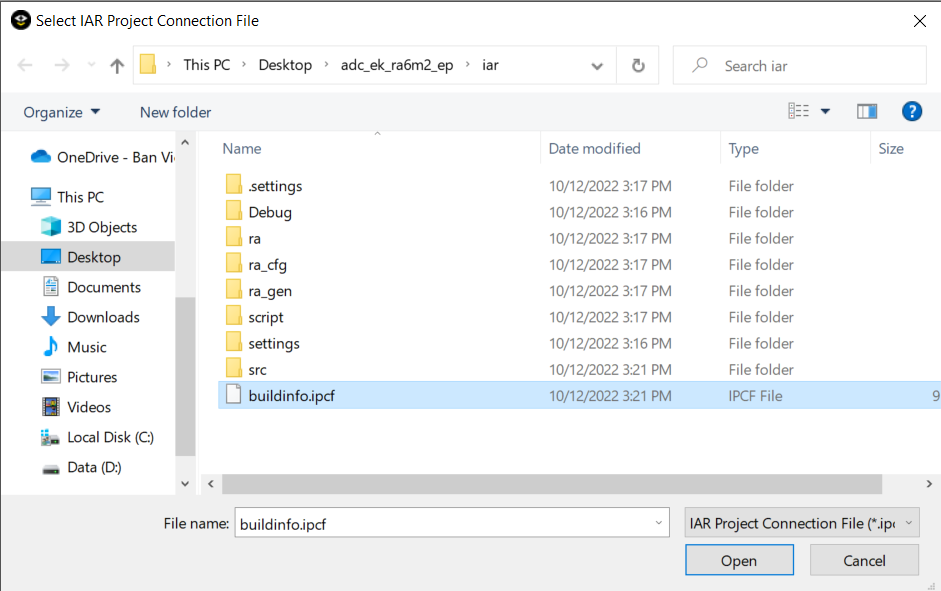 Select IAR Project Connection File
This PC › Desktop › adc_ek_ra6m2_ep › iar
Search iar
Organize New folder
Name Date modified Type Size
OneDrive - Ban Vi
This PC
3D Objects
Desktop
Documents
Downloads
Music
Pictures
Videos
Local Disk (C:)
Data (D:)
.settings 10/12/2022 3:17 PM File folder
Debug 10/12/2022 3:16 PM File folder
ra 10/12/2022 3:17 PM File folder
ra_cfg 10/12/2022 3:17 PM File folder
ra_gen 10/12/2022 3:17 PM File folder
script 10/12/2022 3:17 PM File folder
settings 10/12/2022 3:16 PM File folder
src 10/12/2022 3:21 PM File folder
buildinfo.ipcf 10/12/2022 3:21 PM IPCF File 9
File name: buildinfo.ipcf IAR Project Connection File (*.ipc
Open Cancel